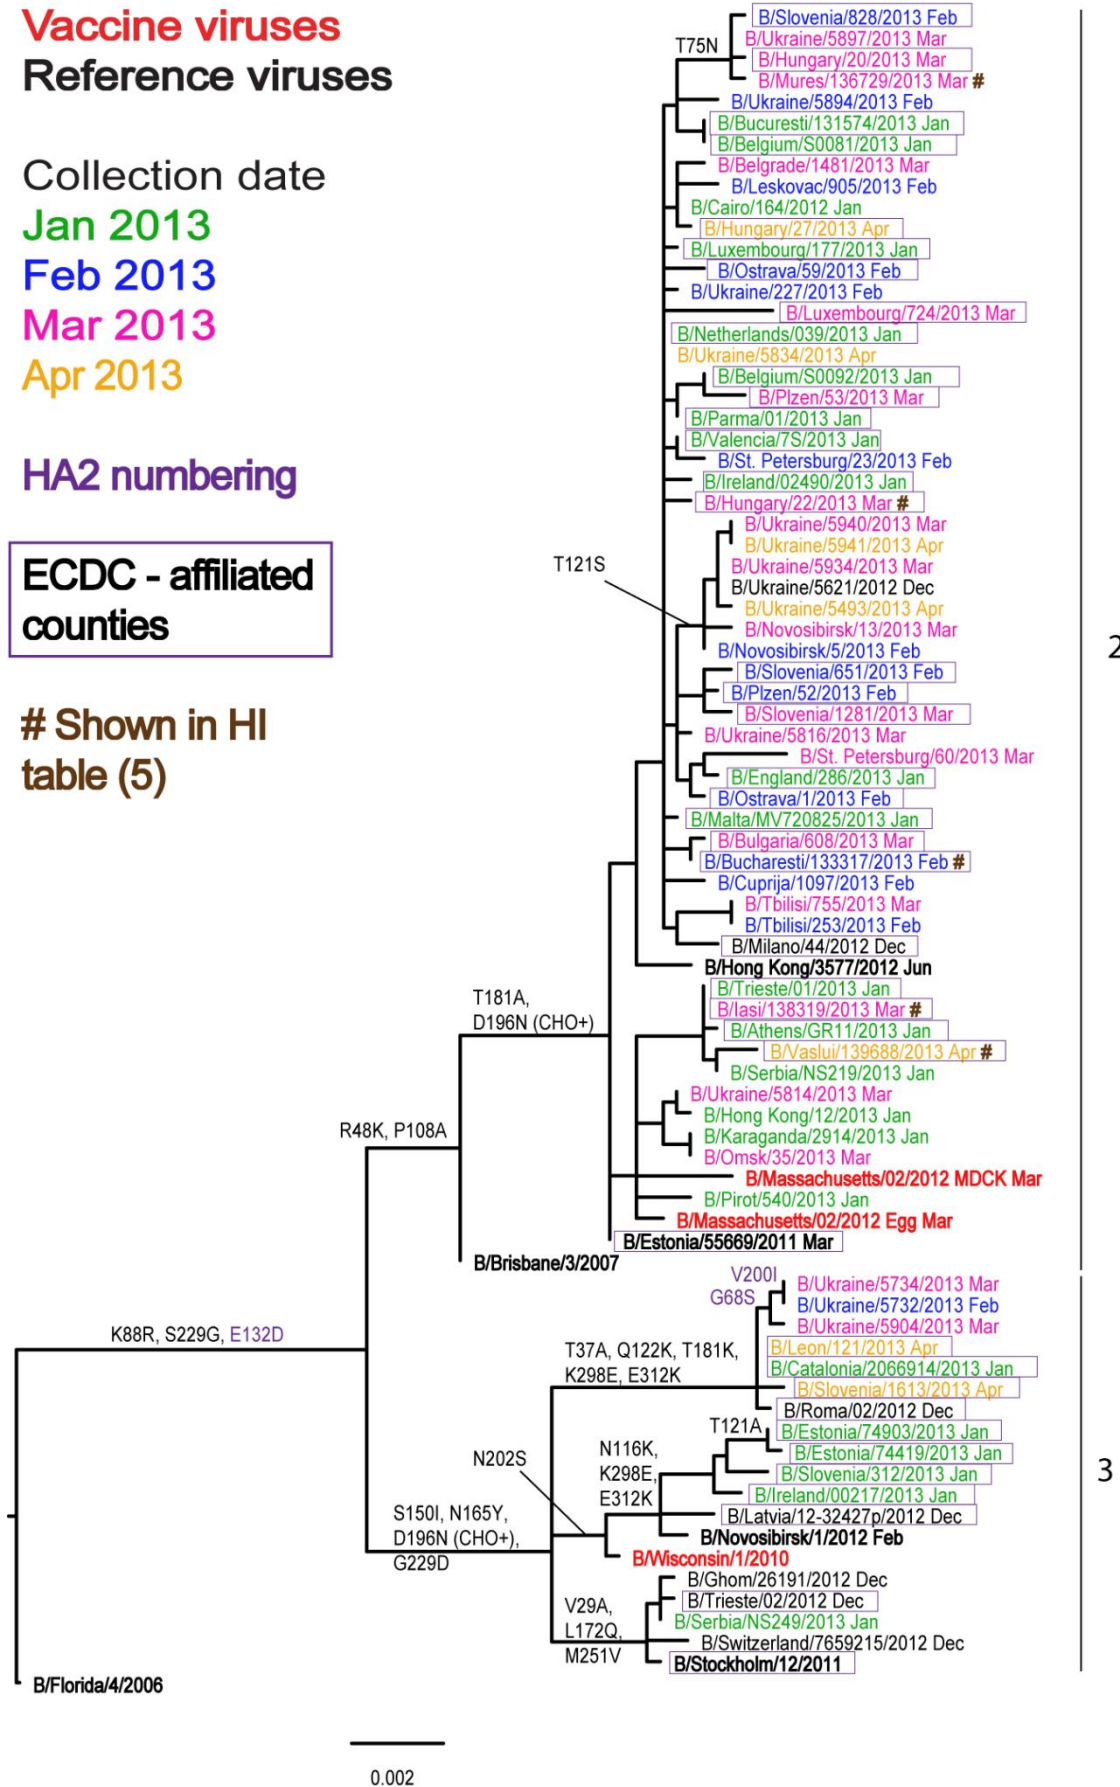 Vaccine viruses
Reference viruses
Collection date
Jan 2013
Feb 2013
Mar 2013
Apr 2013
HA2 numbering
ECDC - affiliated
counties
# Shown in HI
table (5)
B/Slovenia/828/2013 Feb
T75N
B/Ukraine/5897/2013 Mar
B/Hungary/20/2013 Mar
B/Mures/136729/2013 Mar #
B/Ukraine/5894/2013 Feb
B/Bucuresti/131574/2013 Jan
B/Belgium/S0081/2013 Jan
B/Belgrade/1481/2013 Mar
B/Leskovac/905/2013 Feb
B/Cairo/164/2012 Jan
B/Hungary/27/2013 Apr
B/Luxembourg/177/2013 Jan
B/Ostrava/59/2013 Feb
B/Ukraine/227/2013 Feb
B/Luxembourg/724/2013 Mar
B/Netherlands/039/2013 Jan
B/Ukraine/5834/2013 Apr
B/Belgium/S0092/2013 Jan
B/Plzen/53/2013 Mar
B/Parma/01/2013 Jan
B/Valencia/7S/2013 Jan
B/St. Petersburg/23/2013 Feb
B/Ireland/02490/2013 Jan
B/Hungary/22/2013 Mar #
B/Ukraine/5940/2013 Mar
B/Ukraine/5941/2013 Apr
T121S
B/Ukraine/5934/2013 Mar
B/Ukraine/5621/2012 Dec
B/Ukraine/5493/2013 Apr
B/Novosibirsk/13/2013 Mar
B/Novosibirsk/5/2013 Feb
2
B/Slovenia/651/2013 Feb
B/Plzen/52/2013 Feb
B/Slovenia/1281/2013 Mar
B/Ukraine/5816/2013 Mar
B/St. Petersburg/60/2013 Mar
B/England/286/2013 Jan
B/Ostrava/1/2013 Feb
B/Malta/MV720825/2013 Jan
B/Bulgaria/608/2013 Mar
B/Bucharesti/133317/2013 Feb #
B/Cuprija/1097/2013 Feb
B/Tbilisi/755/2013 Mar
B/Tbilisi/253/2013 Feb
B/Milano/44/2012 Dec
B/Hong Kong/3577/2012 Jun
B/Trieste/01/2013 Jan
T181A,
D196N (CHO+)
B/Iasi/138319/2013 Mar #
B/Athens/GR11/2013 Jan
B/Vaslui/139688/2013 Apr #
B/Serbia/NS219/2013 Jan
B/Ukraine/5814/2013 Mar
B/Hong Kong/12/2013 Jan
R48K, P108A
B/Karaganda/2914/2013 Jan
B/Omsk/35/2013 Mar
B/Massachusetts/02/2012 MDCK Mar
B/Pirot/540/2013 Jan
B/Massachusetts/02/2012 Egg Mar
B/Estonia/55669/2011 Mar
B/Brisbane/3/2007
V200I
G68S
B/Ukraine/5734/2013 Mar
B/Ukraine/5732/2013 Feb
B/Ukraine/5904/2013 Mar
K88R, S229G, E132D
T37A, Q122K, T181K,
K298E, E312K
B/Leon/121/2013 Apr
B/Catalonia/2066914/2013 Jan
B/Slovenia/1613/2013 Apr
B/Roma/02/2012 Dec
T121A
B/Estonia/74903/2013 Jan
B/Estonia/74419/2013 Jan
N202S
N116K,
K298E,
E312K
B/Slovenia/312/2013 Jan
3
B/Ireland/00217/2013 Jan
B/Latvia/12-32427p/2012 Dec
S150I, N165Y,
D196N (CHO+),
G229D
B/Novosibirsk/1/2012 Feb
B/Wisconsin/1/2010
B/Ghom/26191/2012 Dec
B/Trieste/02/2012 Dec
V29A,
L172Q,
M251V
B/Serbia/NS249/2013 Jan
B/Switzerland/7659215/2012 Dec
B/Stockholm/12/2011
B/Florida/4/2006
0.002